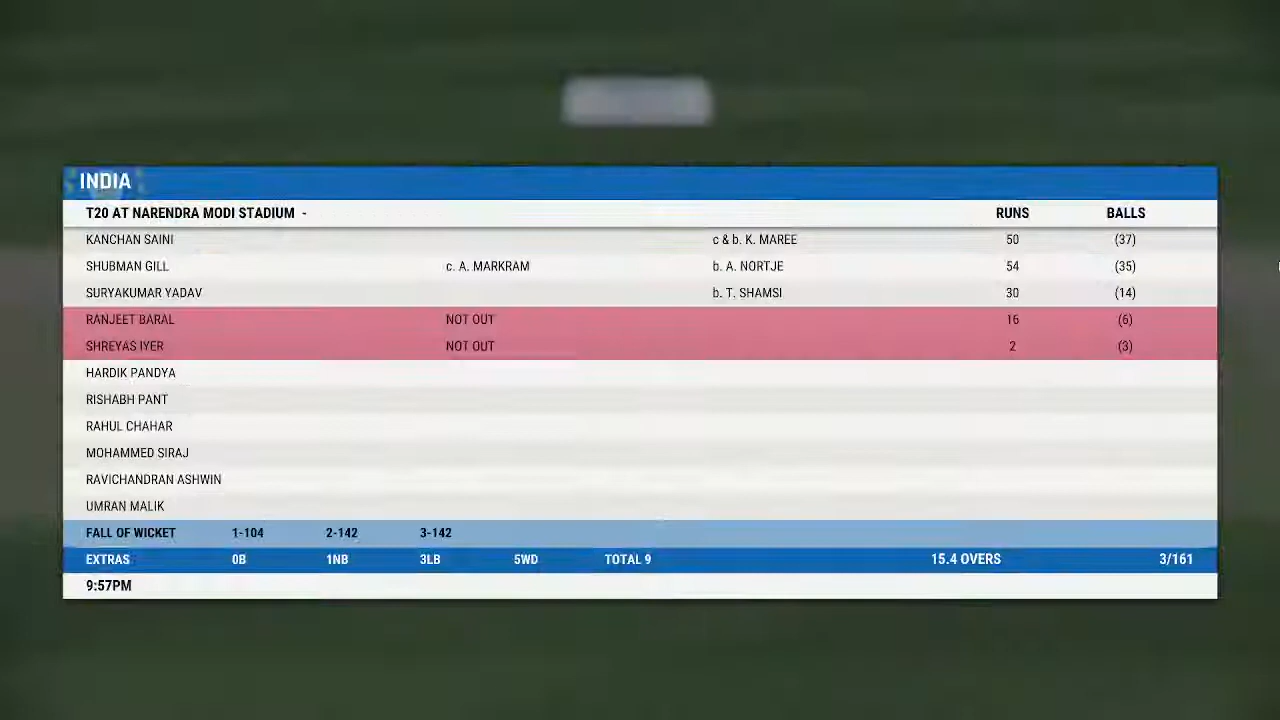 INDIA
T20 AT NARENDRA MODI STADIUM - RUNS BALLS
KANCHAN SAINI c & b. K. MAREE 50 (37)
SHUBMAN GILL c. A. MARKRAM b. A. NORTJE 54 (35)
SURYAKUMAR YADAV b. T. SHAMSI 30 (14)
RANJEET BARAL NOT OUT 16 (6)
SHREYAS IYER NOT OUT 2 (3)
HARDIK PANDYA
RISHABH PANT
RAHUL CHAHAR
MOHAMMED SIRAJ
RAVICHANDRAN ASHWIN
UMRAN MALIK
FALL OF WICKET 1-104 2-142 3-142
EXTRAS 0B 1NB 3LB 5WD TOTAL 9 15.4 OVERS 3/161
9:57PM